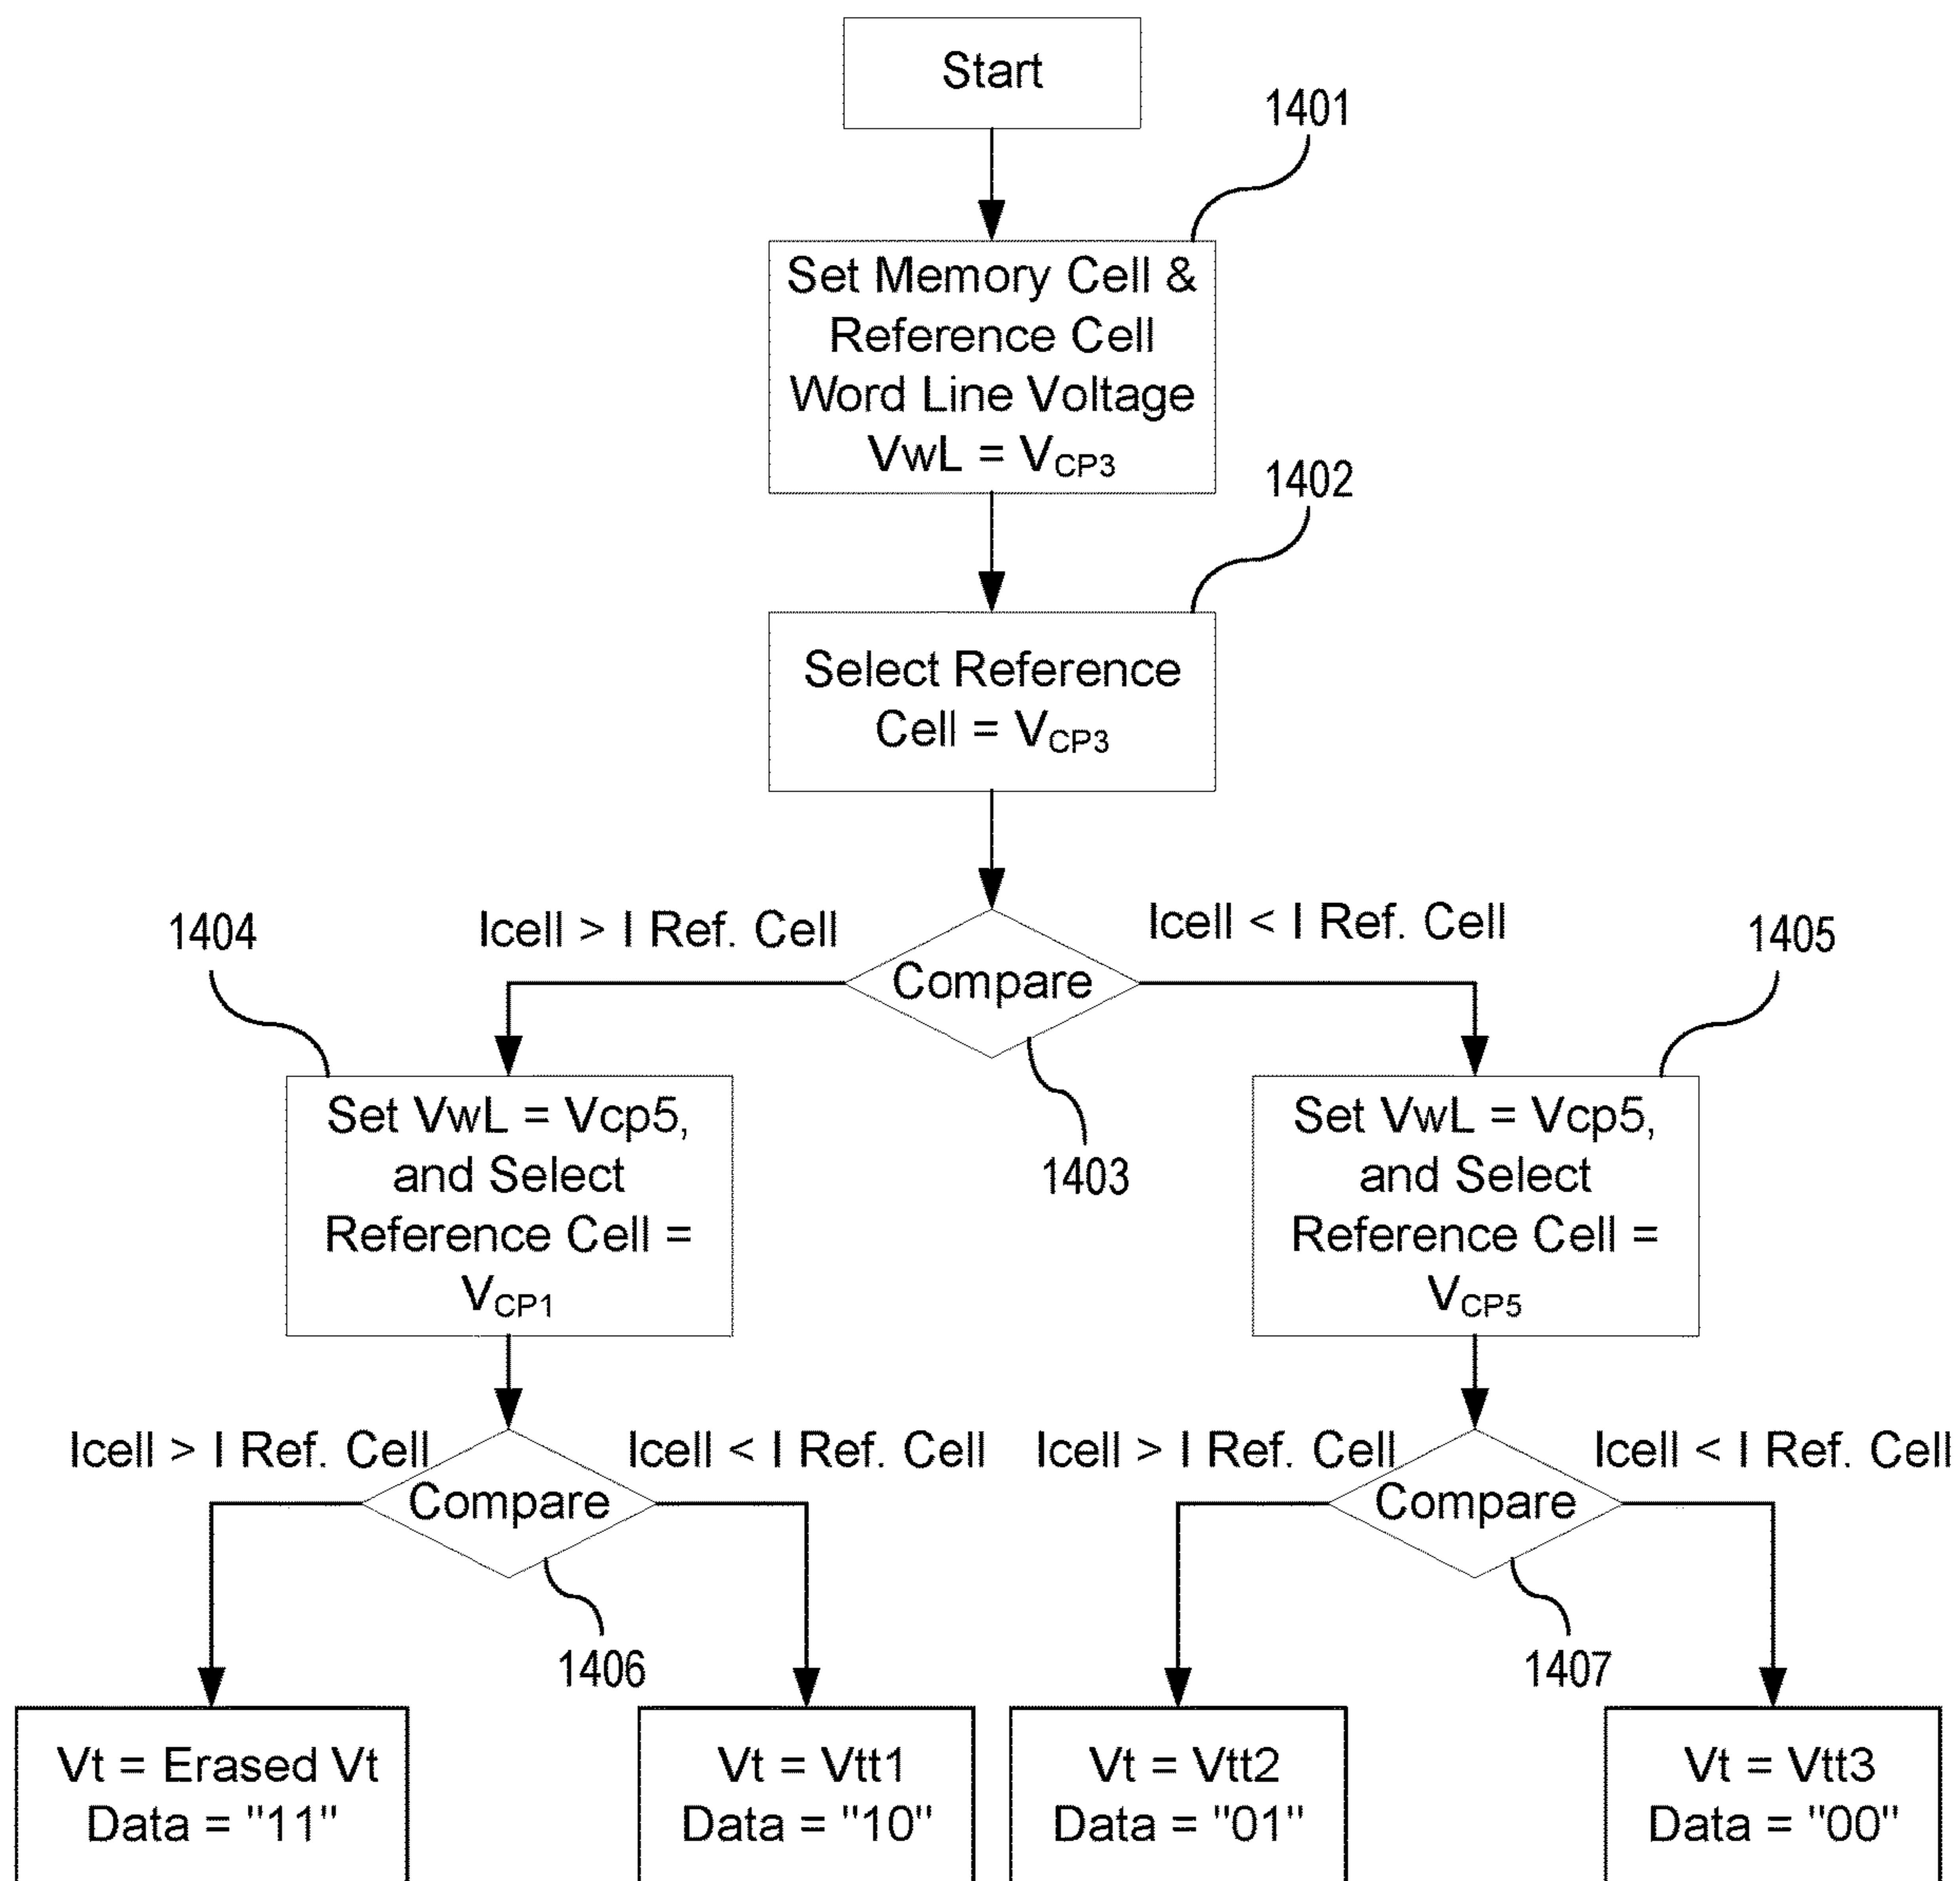 Start
1401
Set Memory Cell &
Reference Cell
Word Line Voltage
VWL = VCP3
1402
Select Reference
Cell = VCP3
Icell > I Ref. Cell
Icell < I Ref. Cell
1404
1405
Compare
1403
Set VWL = Vcp5,
and Select
Reference Cell =
VCP1
Set VWL = Vcp5,
and Select
Reference Cell =
VCP5
Icell > I Ref. Cell
Icell < I Ref. Cell
Icell > I Ref. Cell
Icell < I Ref. Cell
Compare
Compare
1406
1407
Vt = Erased Vt
Data = "11"
Vt = Vtt1
Data = "10"
Vt = Vtt2
Data = "01"
Vt = Vtt3
Data = "00"